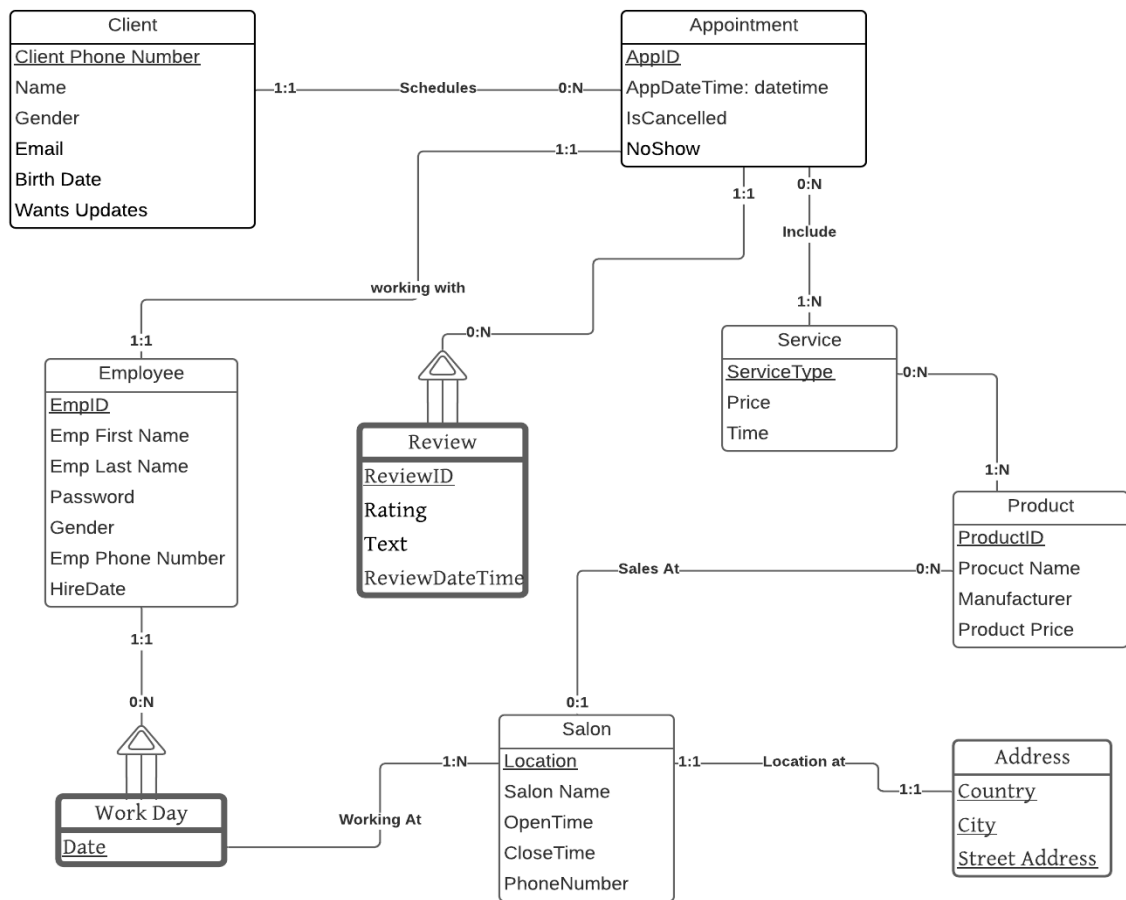 Client
Client Phone Number
Name
Gender
Email
Birth Date
Wants Updates
1:1
Schedules
0:N
Appointment
AppID
AppDateTime: datetime
IsCancelled
NoShow
1:1
working with
1:1
1:1
0:N
0:N
Include
1:N
Employee
EmpID
Emp First Name
Emp Last Name
Password
Gender
Emp Phone Number
HireDate
Review
ReviewID
Rating
Text
ReviewDateTime
Service
ServiceType
Price
Time
0:N
1:N
Product
ProductID
Procuct Name
Manufacturer
Product Price
Sales At
0:N
0:1
1:1
0:N
Work Day
Date
Working At
1:N
Salon
Location
Salon Name
OpenTime
CloseTime
PhoneNumber
1:1
Location at
1:1
Address
Country
City
Street Address